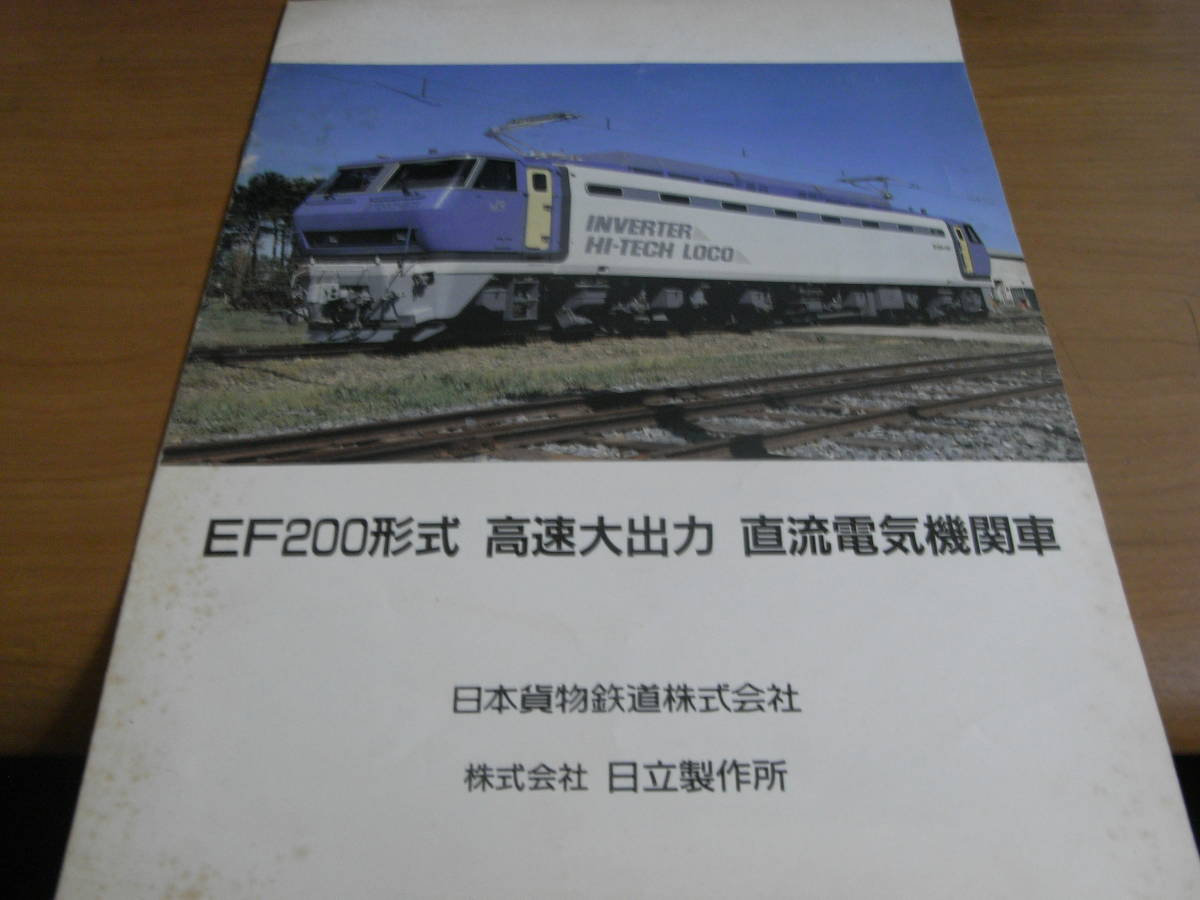 INVERTER
HI-TECH LOCO
EF200形式 高速大出力 直流電気機関車
日本貨物鉄道株式会社
株式会社 日立製作所